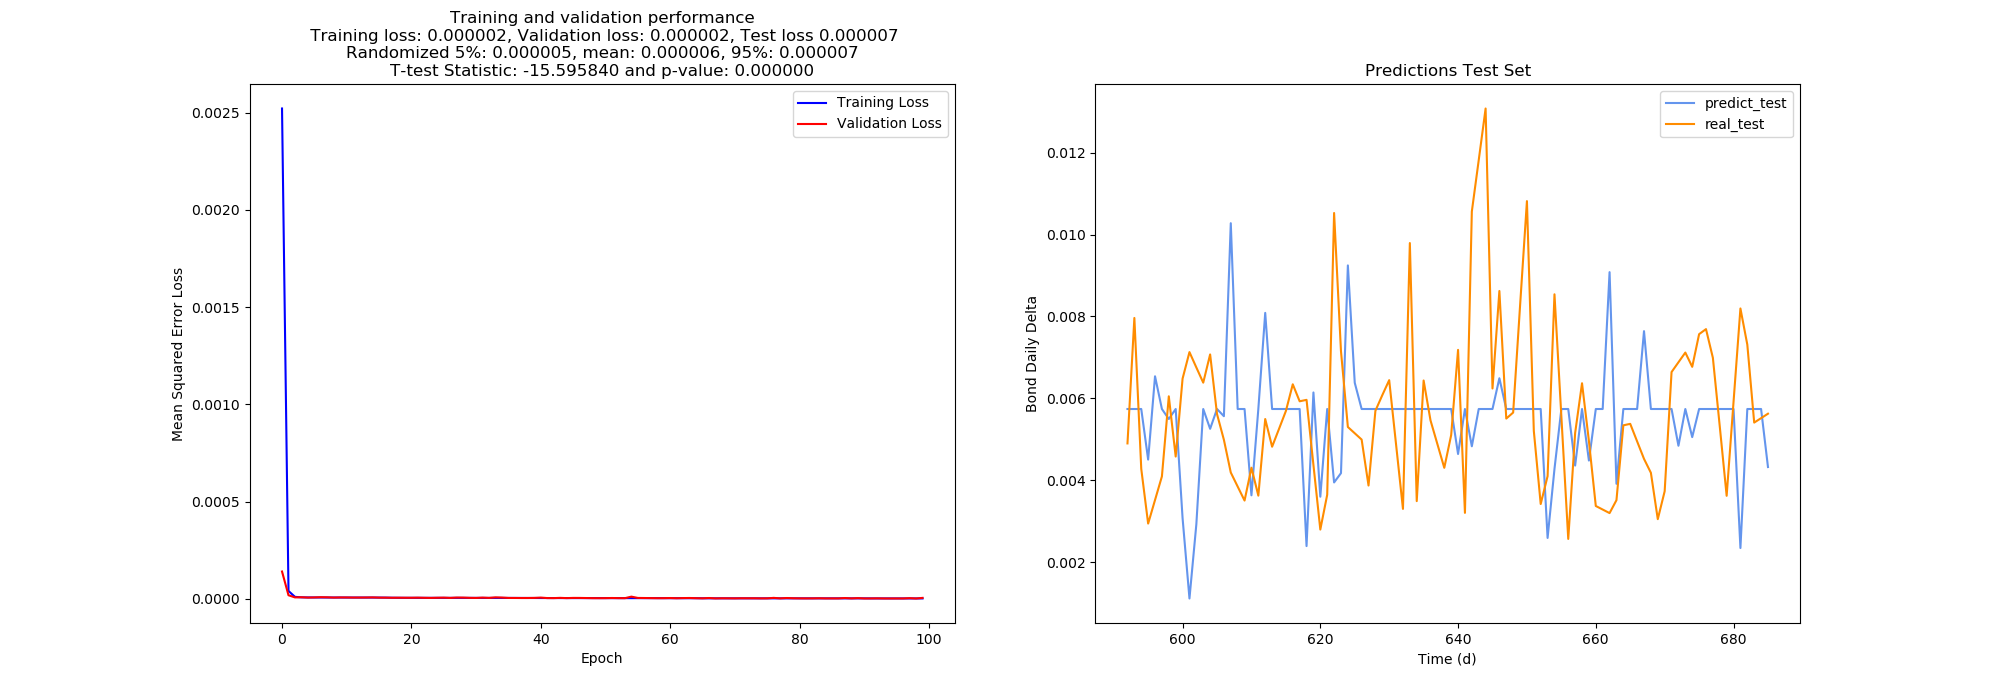 Training and validation performance
Training loss: 0.000002, Validation loss: 0.000002, Test loss 0.000007
Randomized 5%: 0.000005, mean: 0.000006, 95%: 0.000007
T-test Statistic: -15.595840 and p-value: 0.000000
Training Loss
Validation Loss
0.0025
0.0020
0.0015
0.0010
0.0005
0.0000
Mean Squared Error Loss
0
20
40
60
80
100
Epoch
Predictions Test Set
predict_test
real_test
0.012
0.010
0.008
0.006
0.004
0.002
Bond Daily Delta
600
620
640
660
680
Time (d)